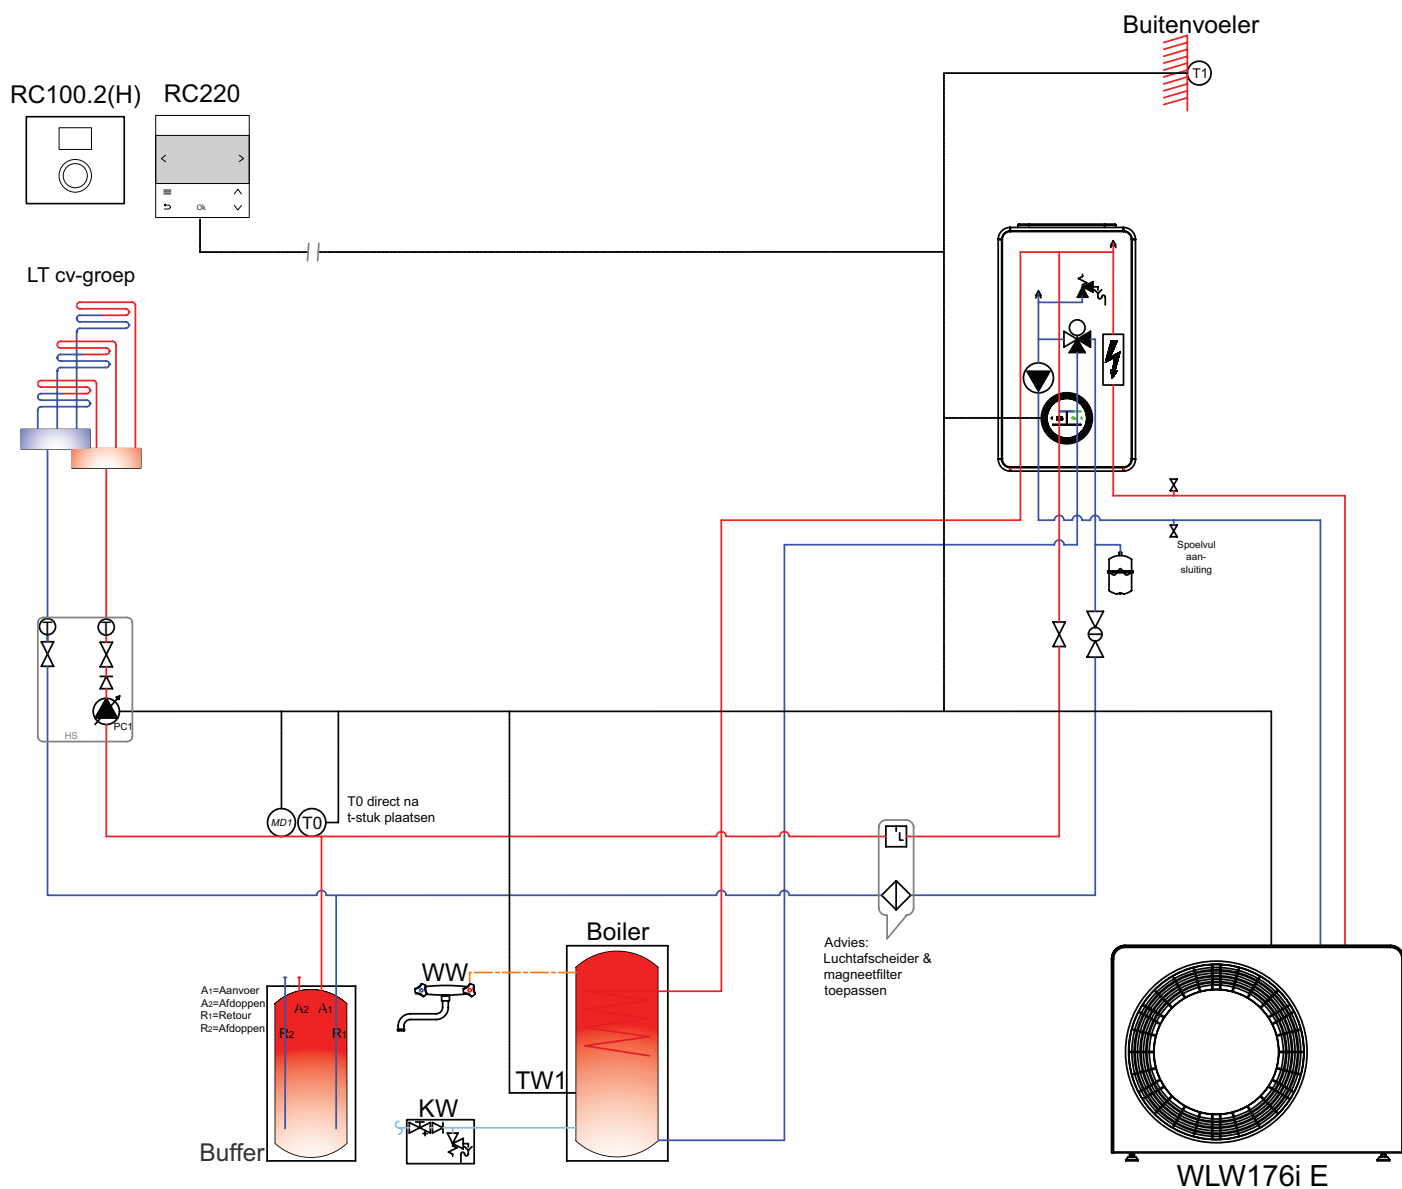 Buitenvoeler
T1
RC100.2(H)
RC220
Ok
LT cv-groep
Spoelvul
aan-
sluiting
T
T
PC1
HS
MD1
T0
T0 direct na
t-stuk plaatsen
L
Advies:
Luchtafscheider &
magneetfilter
toepassen
Boiler
WW
A1=Aanvoer
A2=Afdoppen
R1=Retour
R2=Afdoppen
A2
A1
R2
R1
TW1
KW
Buffer
WLW176i E